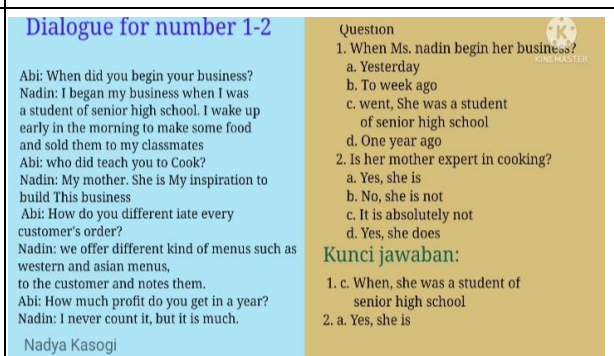 Dialogue for number 1-2
Abi: When did you begin your business?
Nadin: I began my business when I was
a student of senior high school. I wake up
early in the morning to make some food
and sold them to my classmates
Abi: who did teach you to Cook?
Nadin: My mother. She is My inspiration to
build This business
Abi: How do you different iate every
customer's order?
Nadin: we offer different kind of menus such as
western and asian menus,
to the customer and notes them.
Abi: How much profit do you get in a year?
Nadin: I never count it, but it is much.
Nadya Kasogi
Question
1. When Ms. nadin begin her business?
a. Yesterday
b. To week ago
c. went, She was a student
of senior high school
d. One year ago
2. Is her mother expert in cooking?
a. Yes, she is
b. No, she is not
c. It is absolutely not
d. Yes, she does
Kunci jawaban:
1. c. When, she was a student of
senior high school
2. a. Yes, she is
K
KINEMASTER